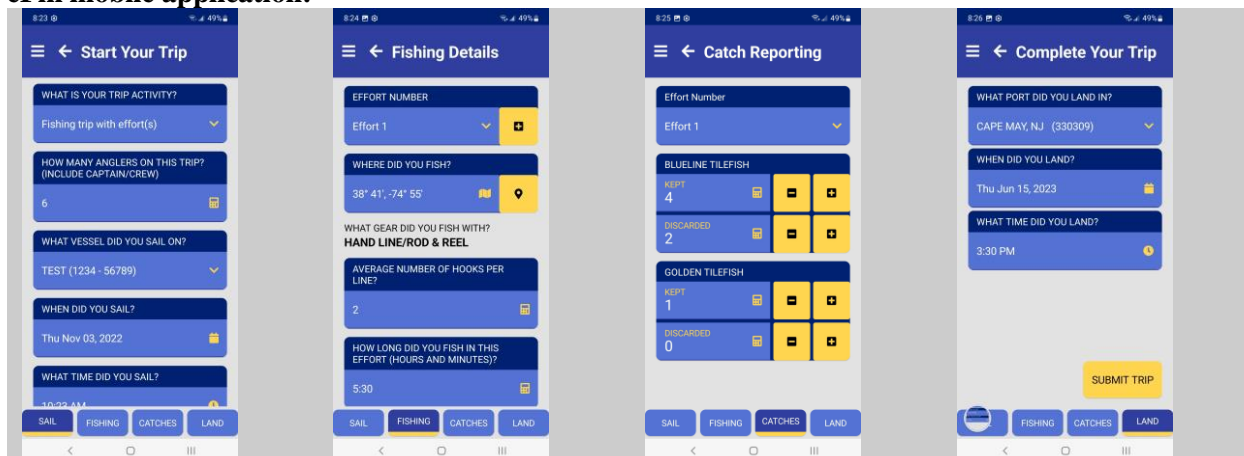 eFin mobile application.
8:23 49%
Start Your Trip
WHAT IS YOUR TRIP ACTIVITY?
Fishing trip with effort(s)
HOW MANY ANGLERS ON THIS TRIP?
(INCLUDE CAPTAIN/CREW)
6
WHAT VESSEL DID YOU SAIL ON?
TEST (1234 - 56789)
WHEN DID YOU SAIL?
Thu Nov 03, 2022
WHAT TIME DID YOU SAIL?
10:23 AM
SAIL FISHING CATCHES LAND
8:24 49%
Fishing Details
EFFORT NUMBER
Effort 1
WHERE DID YOU FISH?
38° 41', -74° 55'
WHAT GEAR DID YOU FISH WITH?
HAND LINE/ROD & REEL
AVERAGE NUMBER OF HOOKS PER
LINE?
2
HOW LONG DID YOU FISH IN THIS
EFFORT (HOURS AND MINUTES)?
5:30
SAIL FISHING CATCHES LAND
8:25 49%
Catch Reporting
Effort Number
Effort 1
BLUELINE TILEFISH
KEPT
4
DISCARDED
2
GOLDEN TILEFISH
KEPT
1
DISCARDED
0
SAIL FISHING CATCHES LAND
8:26 49%
Complete Your Trip
WHAT PORT DID YOU LAND IN?
CAPE MAY, NJ (330309)
WHEN DID YOU LAND?
Thu Jun 15, 2023
WHAT TIME DID YOU LAND?
3:30 PM
SUBMIT TRIP
FISHING CATCHES LAND